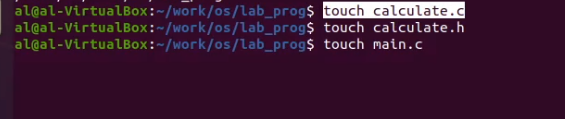 al@al-VirtualBox:~/work/os/lab_prog$ touch calculate.c
al@al-VirtualBox:~/work/os/lab_prog$ touch calculate.h
al@al-VirtualBox:~/work/os/lab_prog$ touch main.c